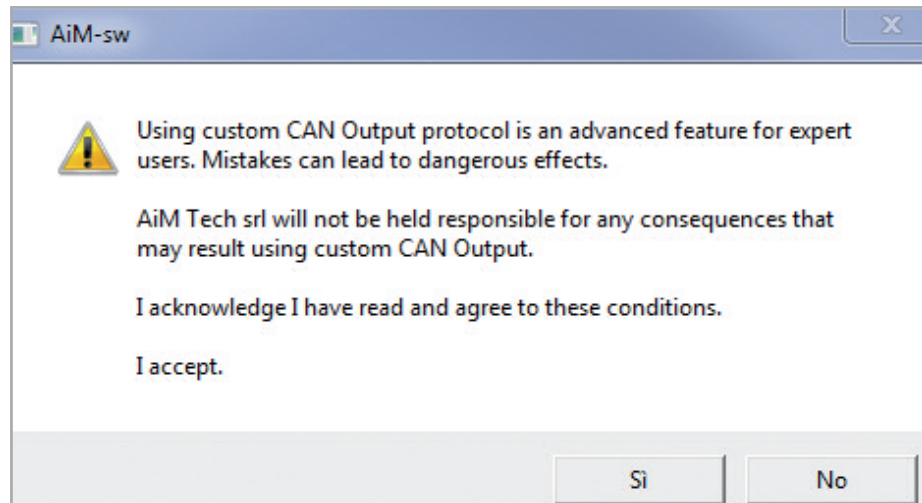 AiM-sw
Using custom CAN Output protocol is an advanced feature for expert
users. Mistakes can lead to dangerous effects.
AiM Tech srl will not be held responsible for any consequences that
may result using custom CAN Output.
I acknowledge I have read and agree to these conditions.
I accept.
Sì
No